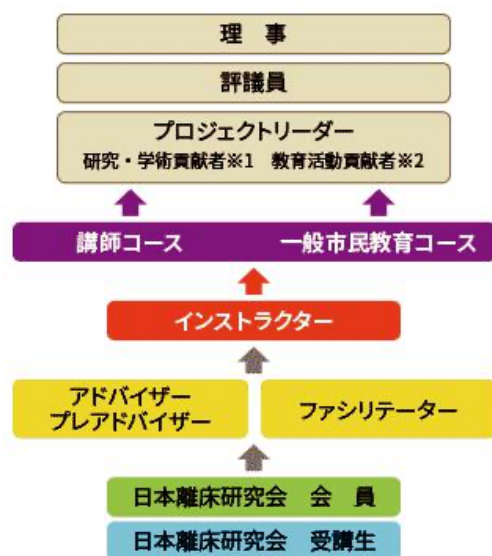 理　事
評議員
プロジェクトリーダー
研究・学術貢献者※1　教育活動貢献者※2
講師コース　一般市民教育コース
インストラクター
アドバイザー
プレアドバイザー
ファシリテーター
日本離床研究会　会　員
日本離床研究会　受講生